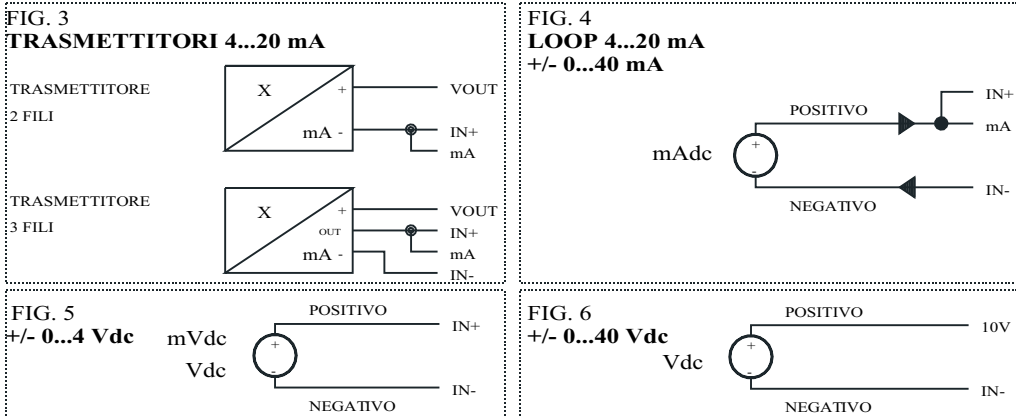 FIG. 3
TRASMETTITORI 4...20 mA
TRASMETTITORE
2 FILI
X
+
mA -
VOUT
IN+
mA
TRASMETTITORE
3 FILI
X
+
OUT
mA -
VOUT
IN+
mA
IN-
FIG. 4
LOOP 4...20 mA
+/- 0...40 mA
mAdc
+
-
POSITIVO
NEGATIVO
IN+
mA
IN-
FIG. 5
+/- 0...4 Vdc
mVdc
Vdc
+
-
POSITIVO
NEGATIVO
IN+
IN-
FIG. 6
+/- 0...40 Vdc
Vdc
+
-
POSITIVO
NEGATIVO
10V
IN-